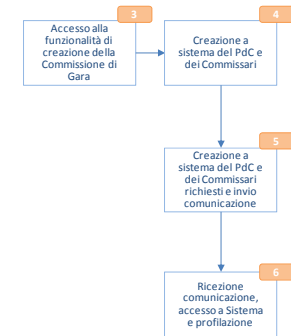 3
Accesso alla
funzionalità di
creazione della
Commissione di
Gara
4
Creazione a
sistema del PdC e
dei Commissari
5
Creazione a
sistema del PdC e
dei Commissari
richiesti e invio
comunicazione
6
Ricezione
comunicazione,
accesso a Sistema
e profilazione